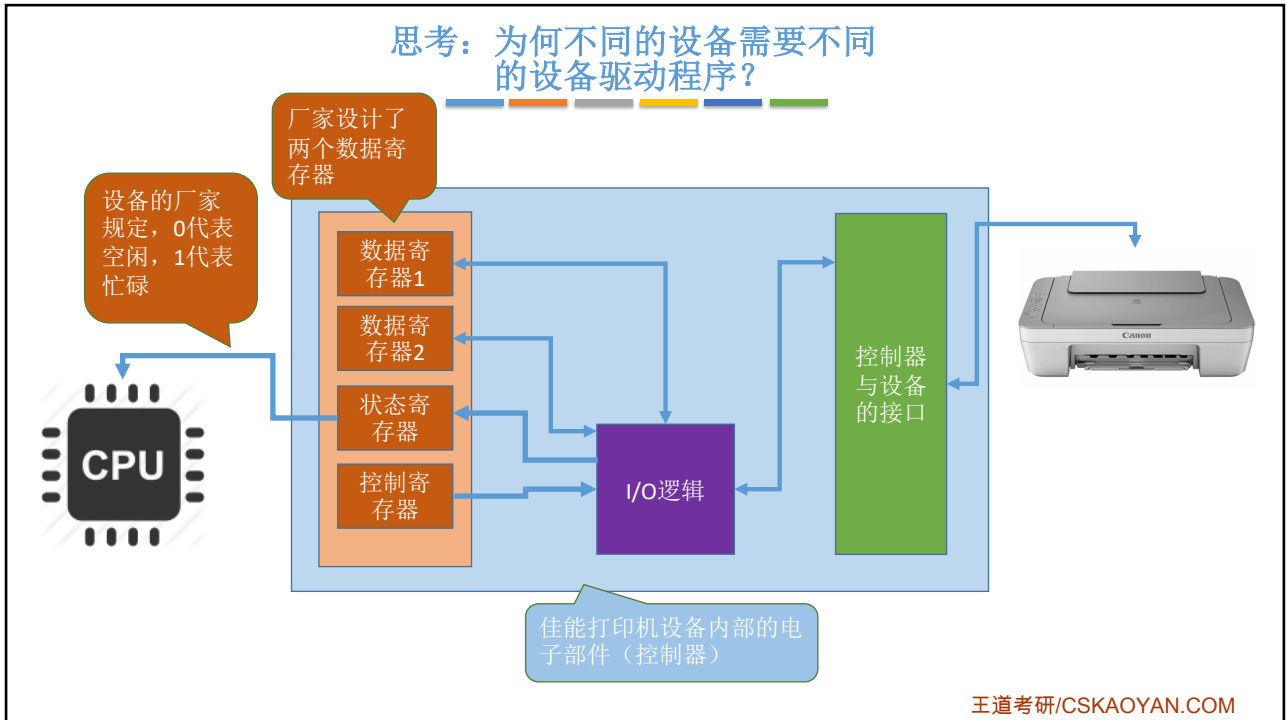 思考：为何不同的设备需要不同
的设备驱动程序？
厂家设计了
两个数据寄
存器
设备的厂家
规定，0代表
空闲，1代表
忙碌
数据寄
存器1
数据寄
存器2
状态寄
存器
控制寄
存器
CPU
I/O逻辑
控制器
与设备
的接口
Canon
佳能打印机设备内部的电
子部件（控制器）
王道考研/CSKAOYAN.COM